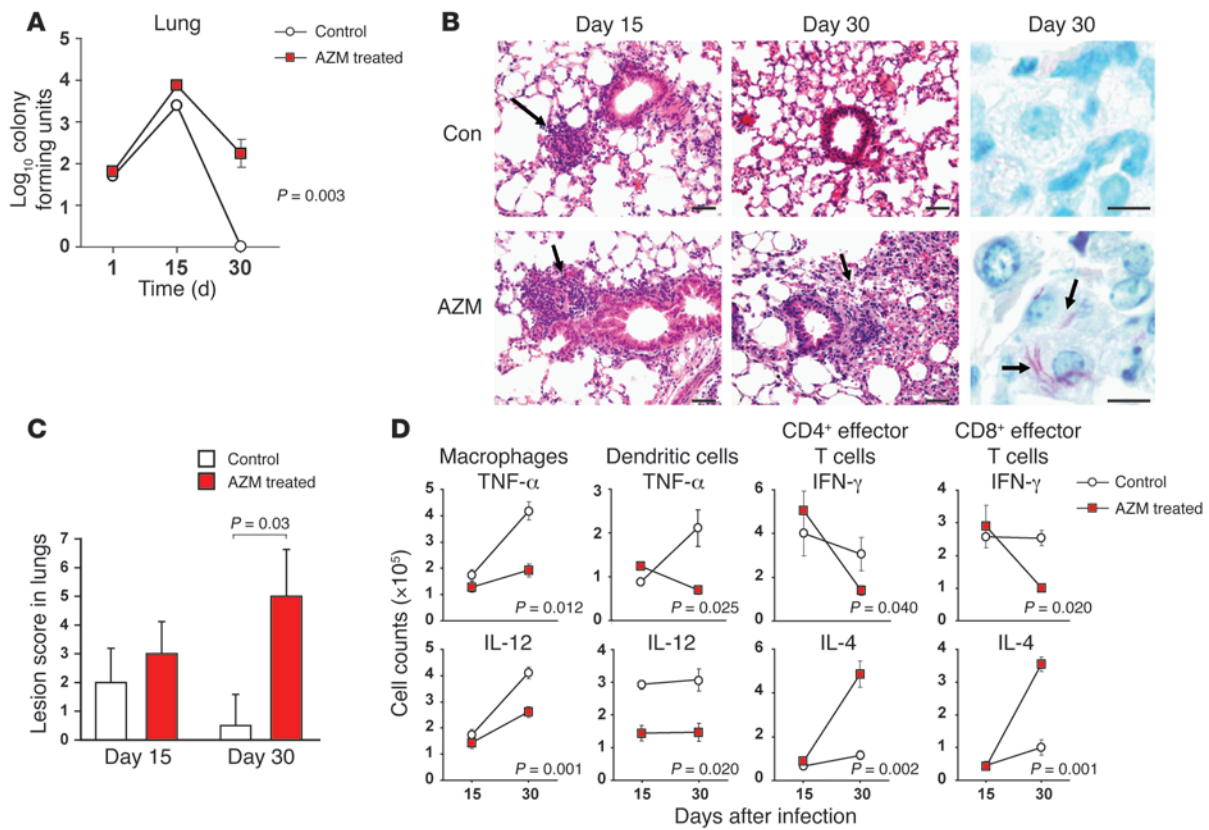 A
Lung
Control
AZM treated
5
4
3
2
1
0
Log₁₀ colony
forming units
P = 0.003
1 15 30
Time (d)
B
Day 15 Day 30 Day 30
Con
AZM
C
Control
AZM treated
P = 0.03
7
6
5
4
3
2
1
0
Lesion score in lungs
Day 15 Day 30
D
Macrophages
TNF-α
5
4
3
2
1
0
P = 0.012
Dendritic cells
TNF-α
3
2
1
0
P = 0.025
CD4⁺ effector
T cells
IFN-γ
6
4
2
0
P = 0.040
CD8⁺ effector
T cells
IFN-γ
5
4
3
2
1
0
P = 0.020
Control
AZM treated
Cell counts (×10⁵)
IL-12
5
4
3
2
1
0
P = 0.001
15 30
IL-12
4
3
2
1
0
P = 0.020
15 30
IL-4
6
4
2
0
P = 0.002
15 30
IL-4
4
3
2
1
0
P = 0.001
15 30
Days after infection